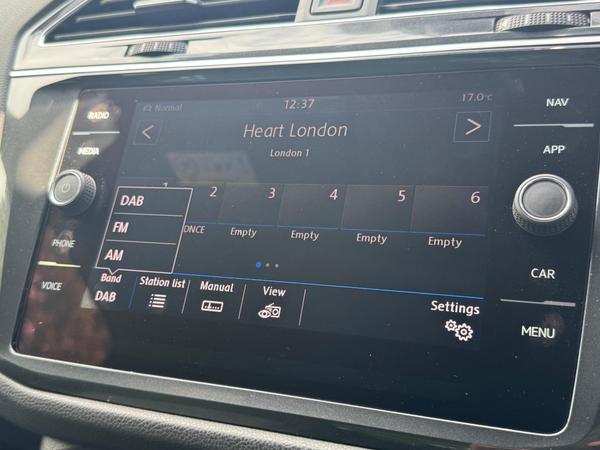 RADIO
MEDIA
PHONE
VOICE
Normal
12:37
17.0°C
<
Heart London
>
London 1
2
3
4
5
6
DNCE
Empty
Empty
Empty
Empty
DAB
FM
AM
Band
DAB
Station list
Manual
View
Settings
NAV
APP
CAR
MENU